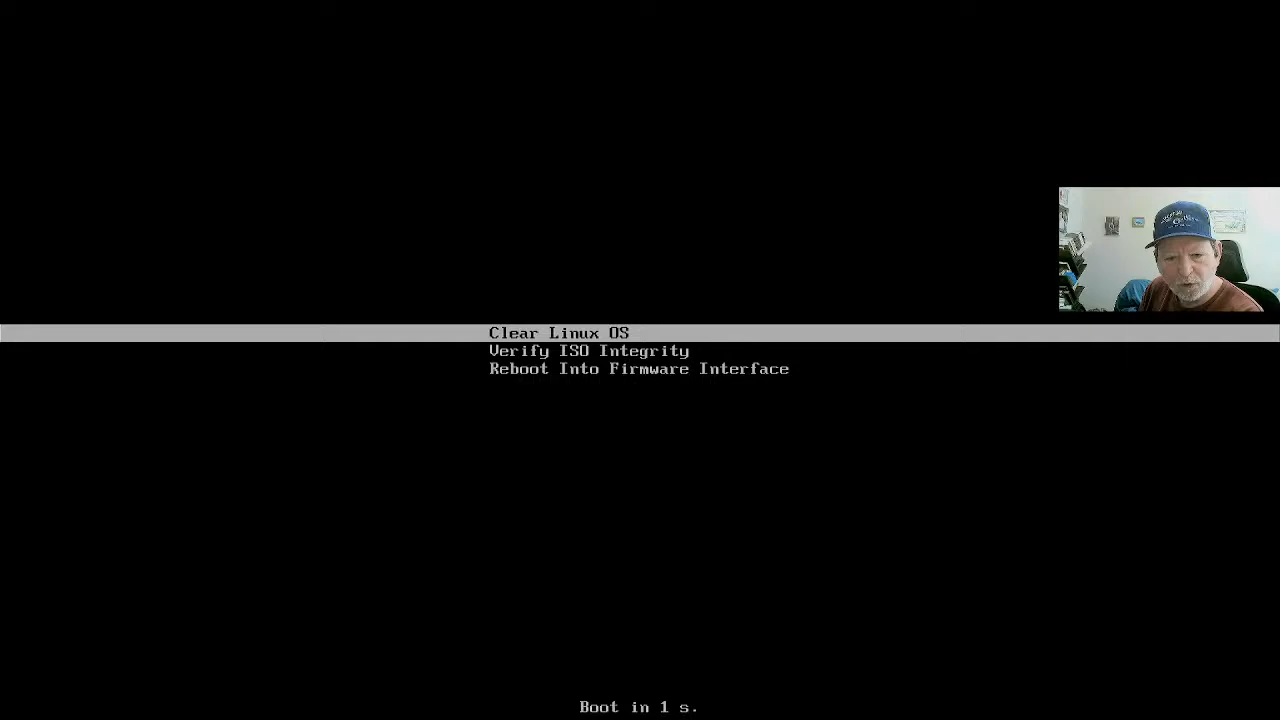 Clear Linux OS
Verify ISO Integrity
Reboot Into Firmware Interface
Boot in 1 s.